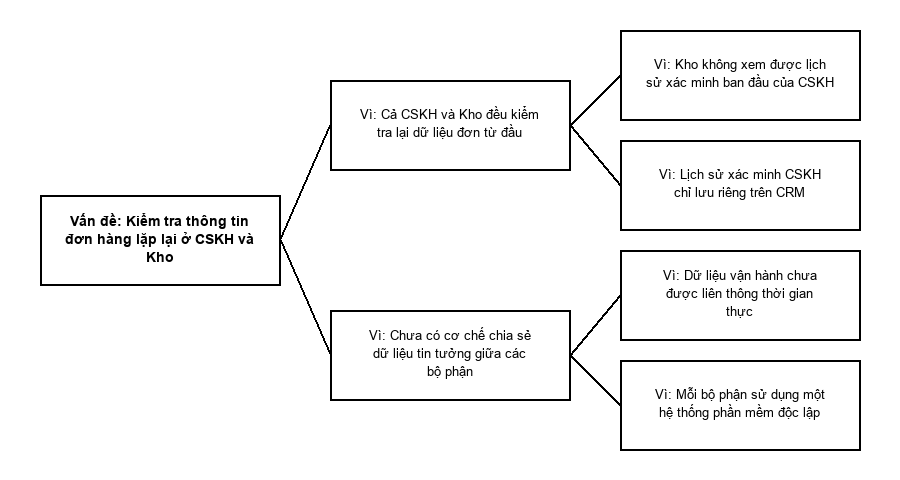 Vấn đề: Kiểm tra thông tin
đơn hàng lặp lại ở CSKH và
Kho
Vì: Cả CSKH và Kho đều kiểm
tra lại dữ liệu đơn từ đầu
Vì: Kho không xem được lịch
sử xác minh ban đầu của CSKH
Vì: Lịch sử xác minh CSKH
chỉ lưu riêng trên CRM
Vì: Chưa có cơ chế chia sẻ
dữ liệu tin tưởng giữa các
bộ phận
Vì: Dữ liệu vận hành chưa
được liên thông thời gian
thực
Vì: Mỗi bộ phận sử dụng một
hệ thống phần mềm độc lập